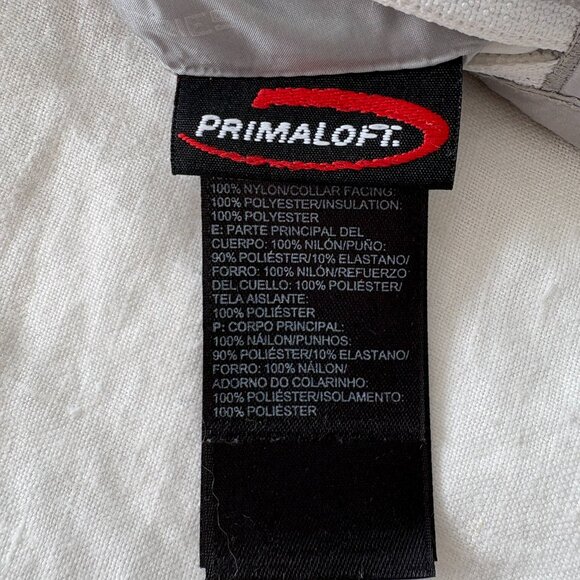 PRIMALOFT.
100% NYLON/COLLAR FACING:
100% POLYESTER/INSULATION:
100% POLYESTER
E: PARTE PRINCIPAL DEL
CUERPO: 100% NILÓN/PUÑO:
90% POLIÉSTER/10% ELASTANO/
FORRO: 100% NILÓN/REFUERZO
DEL CUELLO: 100% POLIÉSTER/
TELA AISLANTE:
100% POLIÉSTER
P: CORPO PRINCIPAL:
100% NÁILON/PUNHOS:
90% POLIÉSTER/10% ELASTANO/
FORRO: 100% NÁILON/
ADORNO DO COLARINHO:
100% POLIÉSTER/ISOLAMENTO:
100% POLIÉSTER